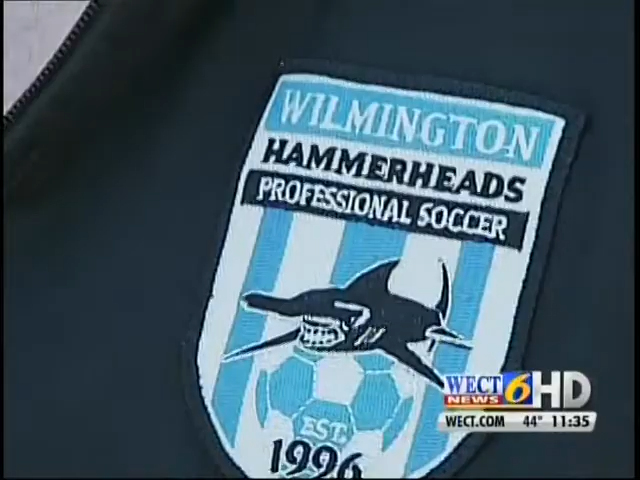 WILMINGTON
HAMMERHEADS
PROFESSIONAL SOCCER
EST.
1996
WECT 6 HD
NEWS
WECT.COM 44° 11:35